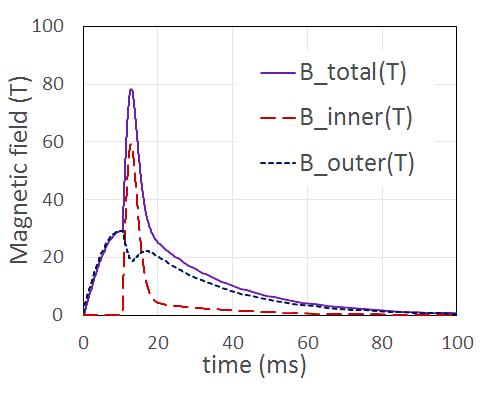 100
80
60
40
20
0
Magnetic field (T)
B_total(T)
B_inner(T)
B_outer(T)
0 20 40 60 80 100
time (ms)